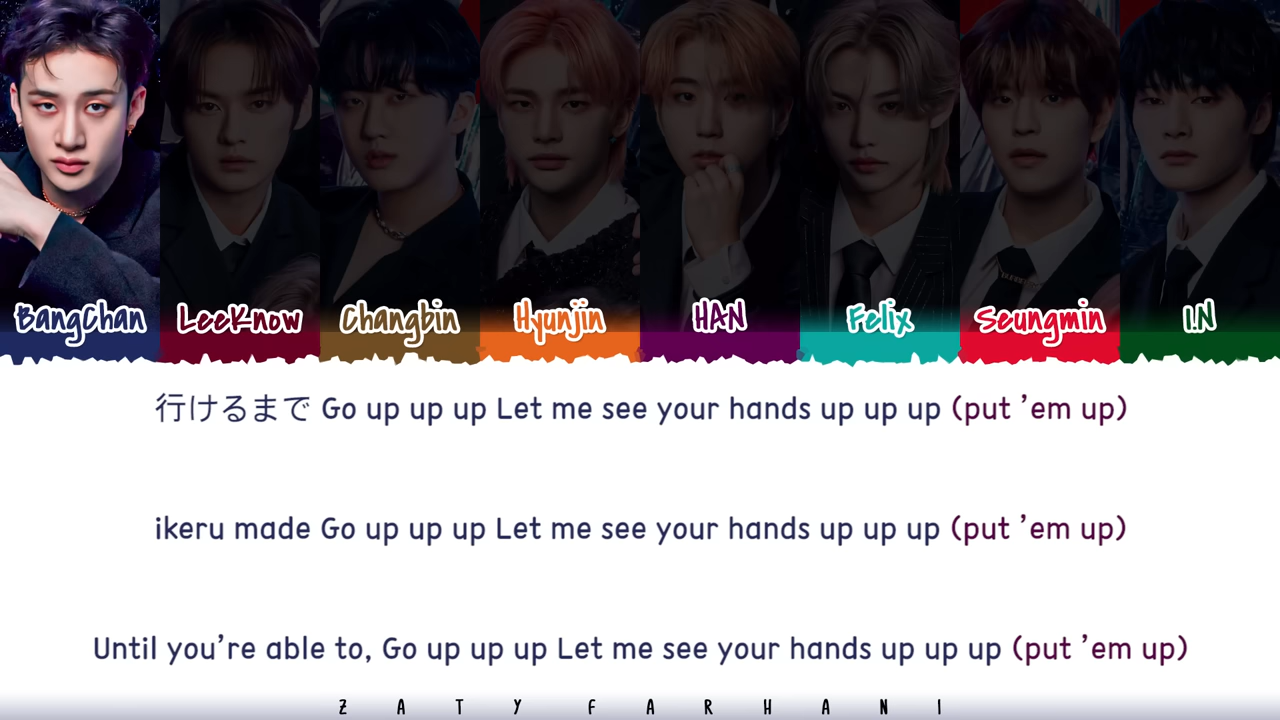 BangChan LeeKnow Changbin Hyunjin HAN Felix Seungmin I.N
行けるまで Go up up up Let me see your hands up up up (put ’em up)
ikeru made Go up up up Let me see your hands up up up (put ’em up)
Until you’re able to, Go up up up Let me see your hands up up up (put ’em up)
ZATY FARHANI